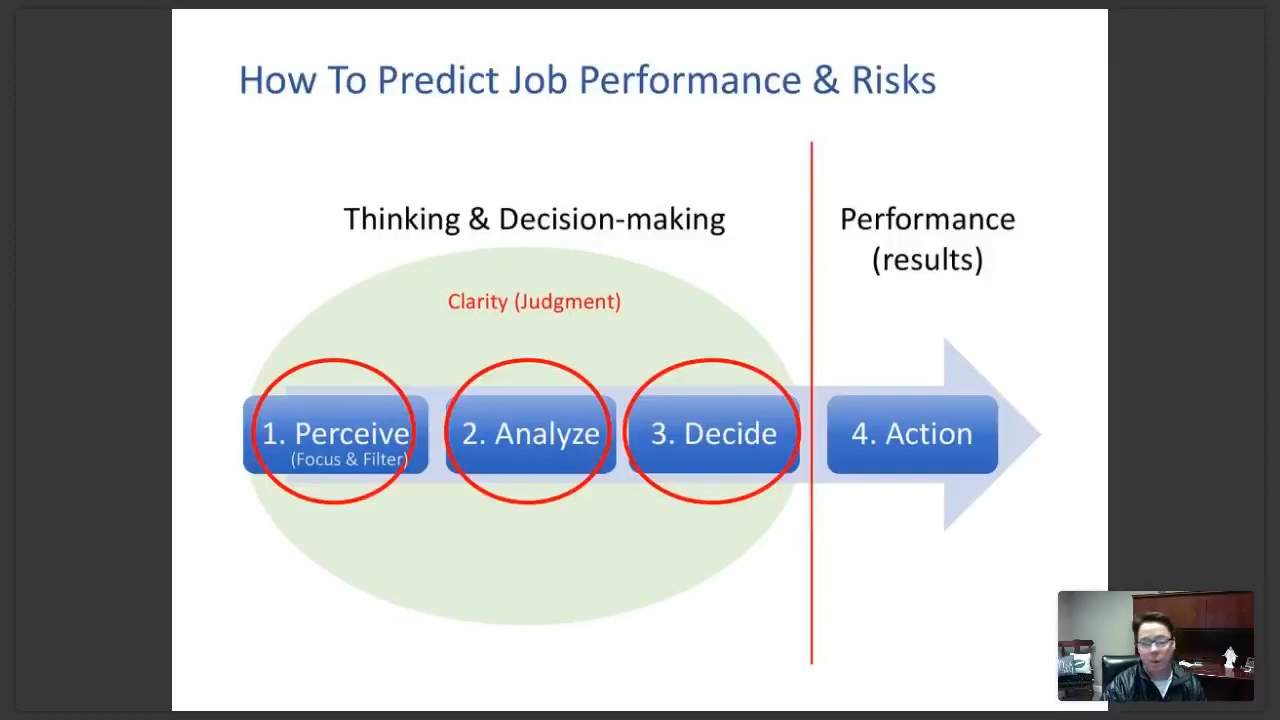 How To Predict Job Performance & Risks
Thinking & Decision-making
Performance
(results)
Clarity (Judgment)
1. Perceive
(Focus & Filter)
2. Analyze
3. Decide
4. Action